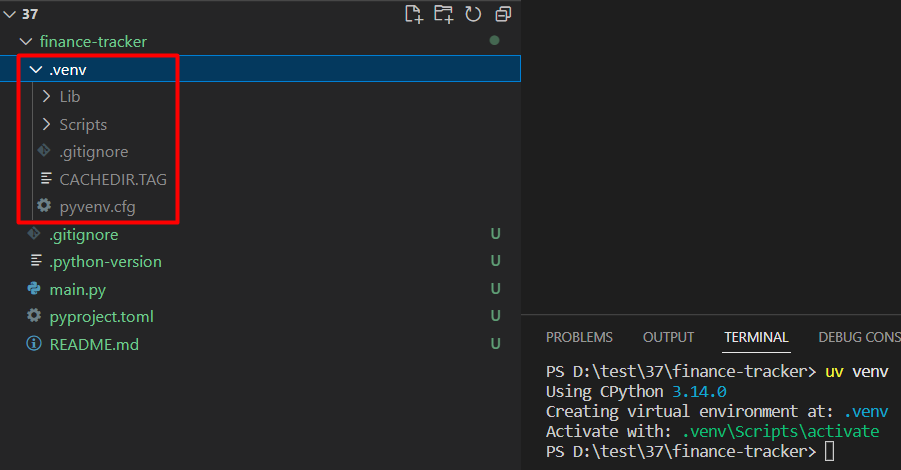 37
finance-tracker
.venv
Lib
Scripts
.gitignore
CACHEDIR.TAG
pyvenv.cfg
.gitignore U
.python-version U
main.py U
pyproject.toml U
README.md U
PROBLEMS OUTPUT TERMINAL DEBUG CONS
PS D:\test\37\finance-tracker> uv venv
Using CPython 3.14.0
Creating virtual environment at: .venv
Activate with: .venv\Scripts\activate
PS D:\test\37\finance-tracker>